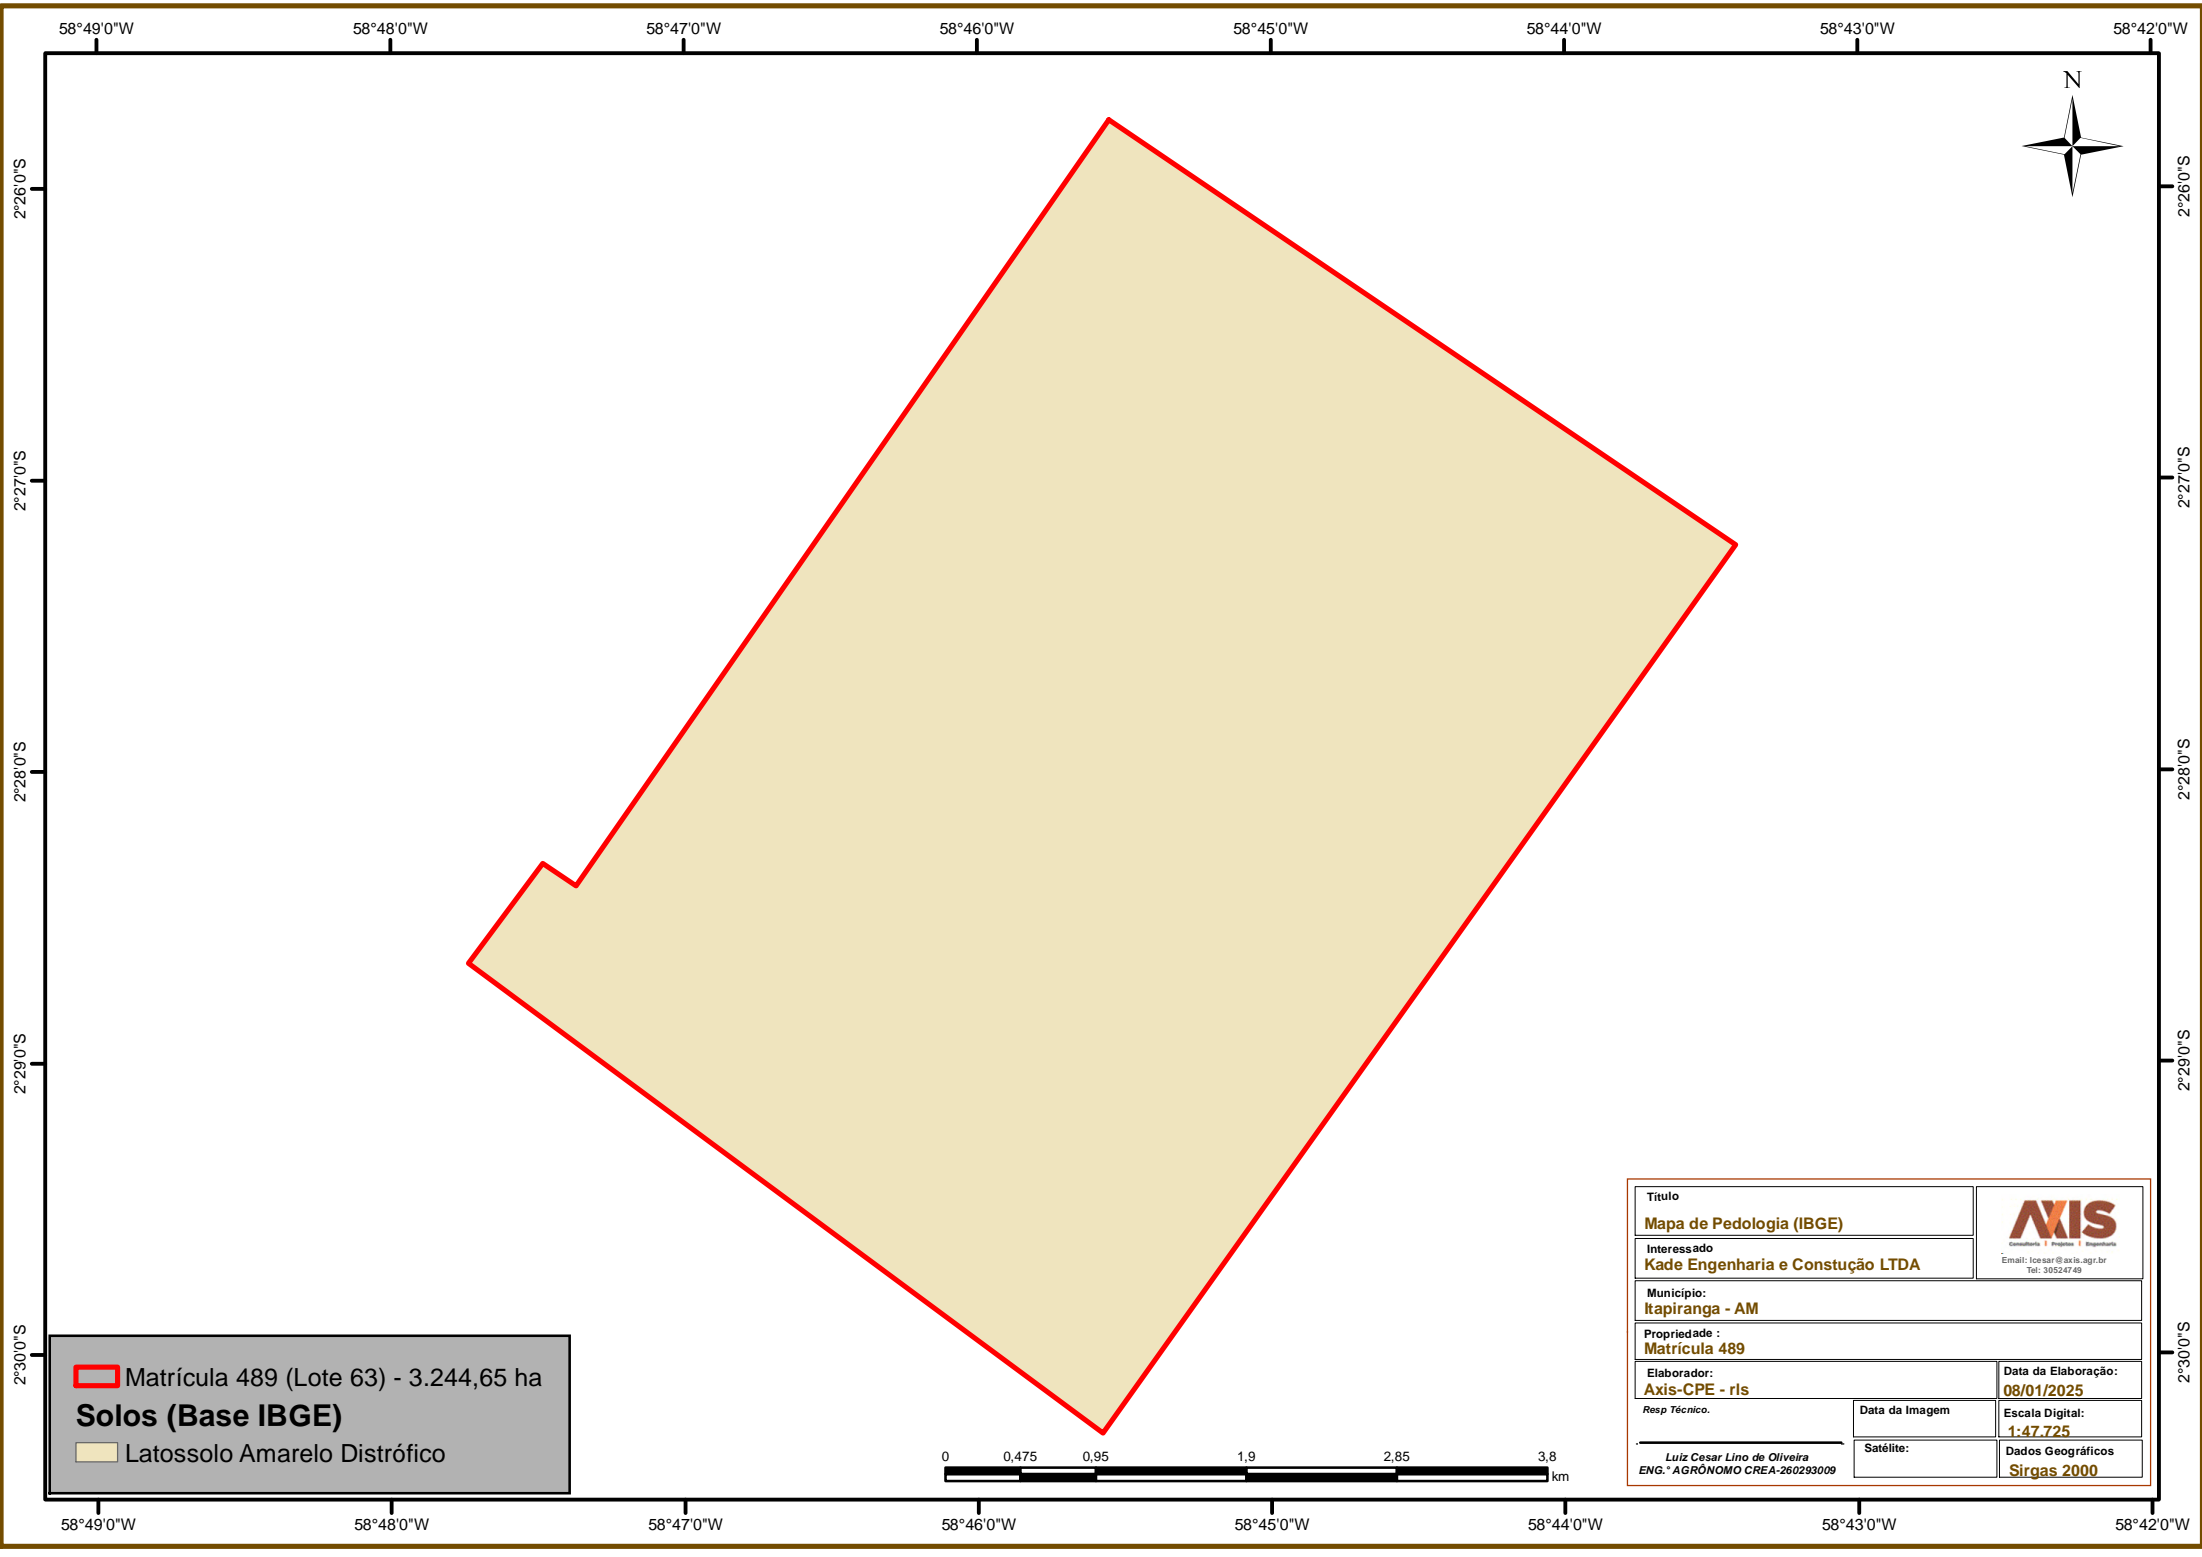 58°49'0"W 58°48'0"W 58°47'0"W 58°46'0"W 58°45'0"W 58°44'0"W 58°43'0"W 58°42'0"W
N
2°26'0"S 2°26'0"S
2°27'0"S 2°27'0"S
2°28'0"S 2°28'0"S
2°29'0"S 2°29'0"S
2°30'0"S 2°30'0"S
Matrícula 489 (Lote 63) - 3.244,65 ha
Solos (Base IBGE)
Latossolo Amarelo Distrófico
0 0,475 0,95 1,9 2,85 3,8
km
Título
Mapa de Pedologia (IBGE)
AXIS
Consultoria | Projetos | Engenharia
Email: lcesar@axis.agr.br
Tel: 30524749
Interessado
Kade Engenharia e Constução LTDA
Município:
Itapiranga - AM
Propriedade :
Matrícula 489
Elaborador:
Axis-CPE - rls
Data da Elaboração:
08/01/2025
Resp Técnico.
Luiz Cesar Lino de Oliveira
ENG.° AGRÔNOMO CREA-260293009
Data da Imagem
Escala Digital:
1:47.725
Satélite:
Dados Geográficos
Sirgas 2000
58°49'0"W 58°48'0"W 58°47'0"W 58°46'0"W 58°45'0"W 58°44'0"W 58°43'0"W 58°42'0"W